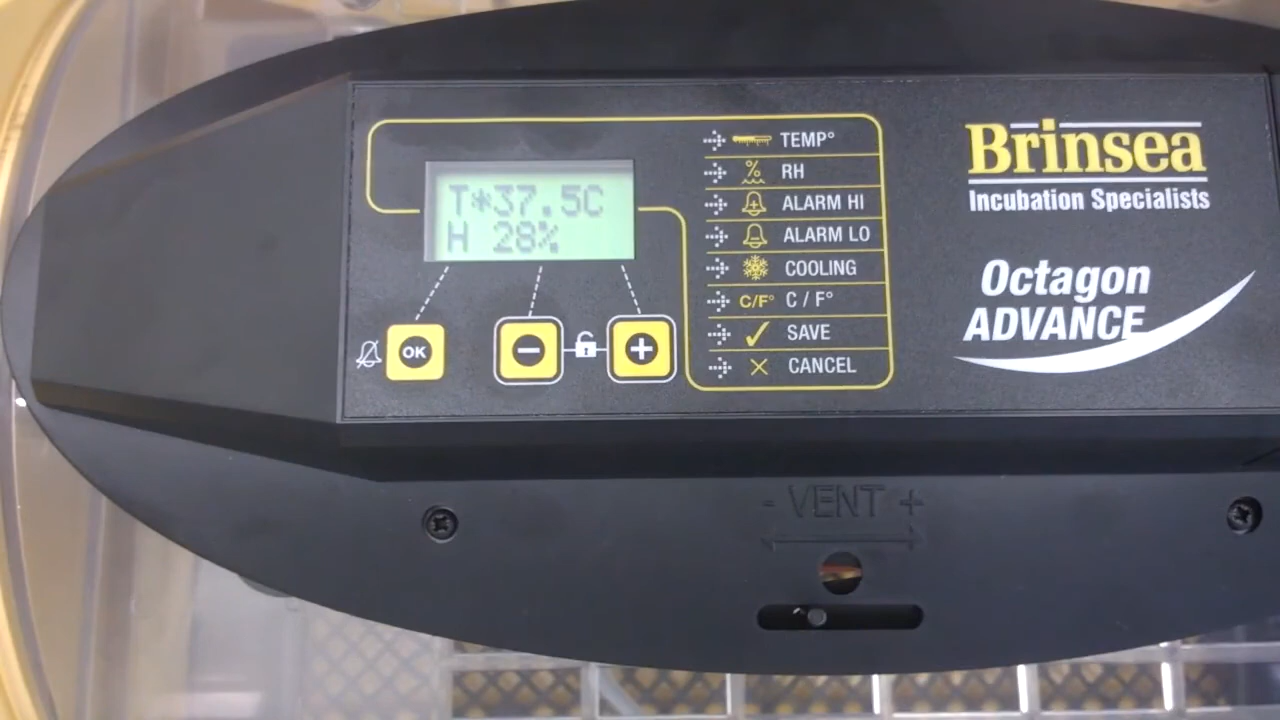 T*37.5C
H 28%
OK
−
+
TEMP°
% RH
ALARM HI
ALARM LO
COOLING
C/F° C / F°
SAVE
CANCEL
Brinsea
Incubation Specialists
Octagon
ADVANCE
- VENT +